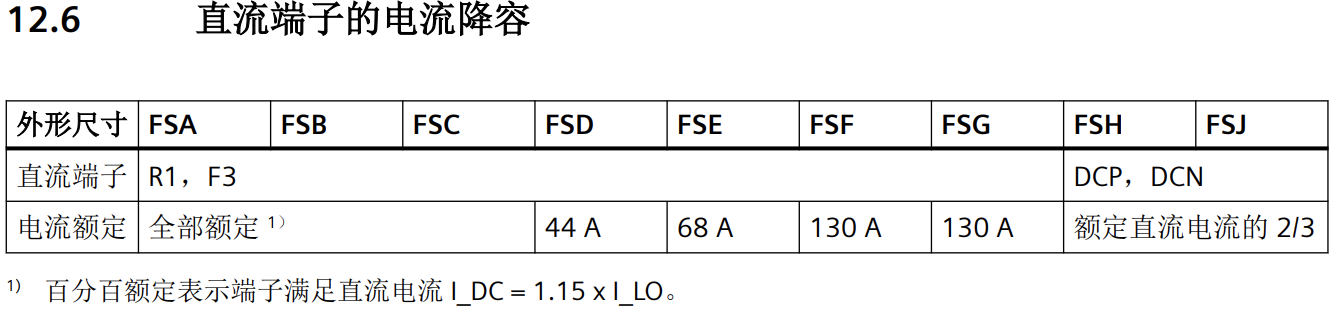 12.6 直流端子的电流降容
外形尺寸 FSA FSB FSC FSD FSE FSF FSG FSH FSJ
直流端子 R1，F3 DCP，DCN
电流额定 全部额定 1） 44 A 68 A 130 A 130 A 额定直流电流的 2/3
1) 百分百额定表示端子满足直流电流 I_DC = 1.15 x I_LO。